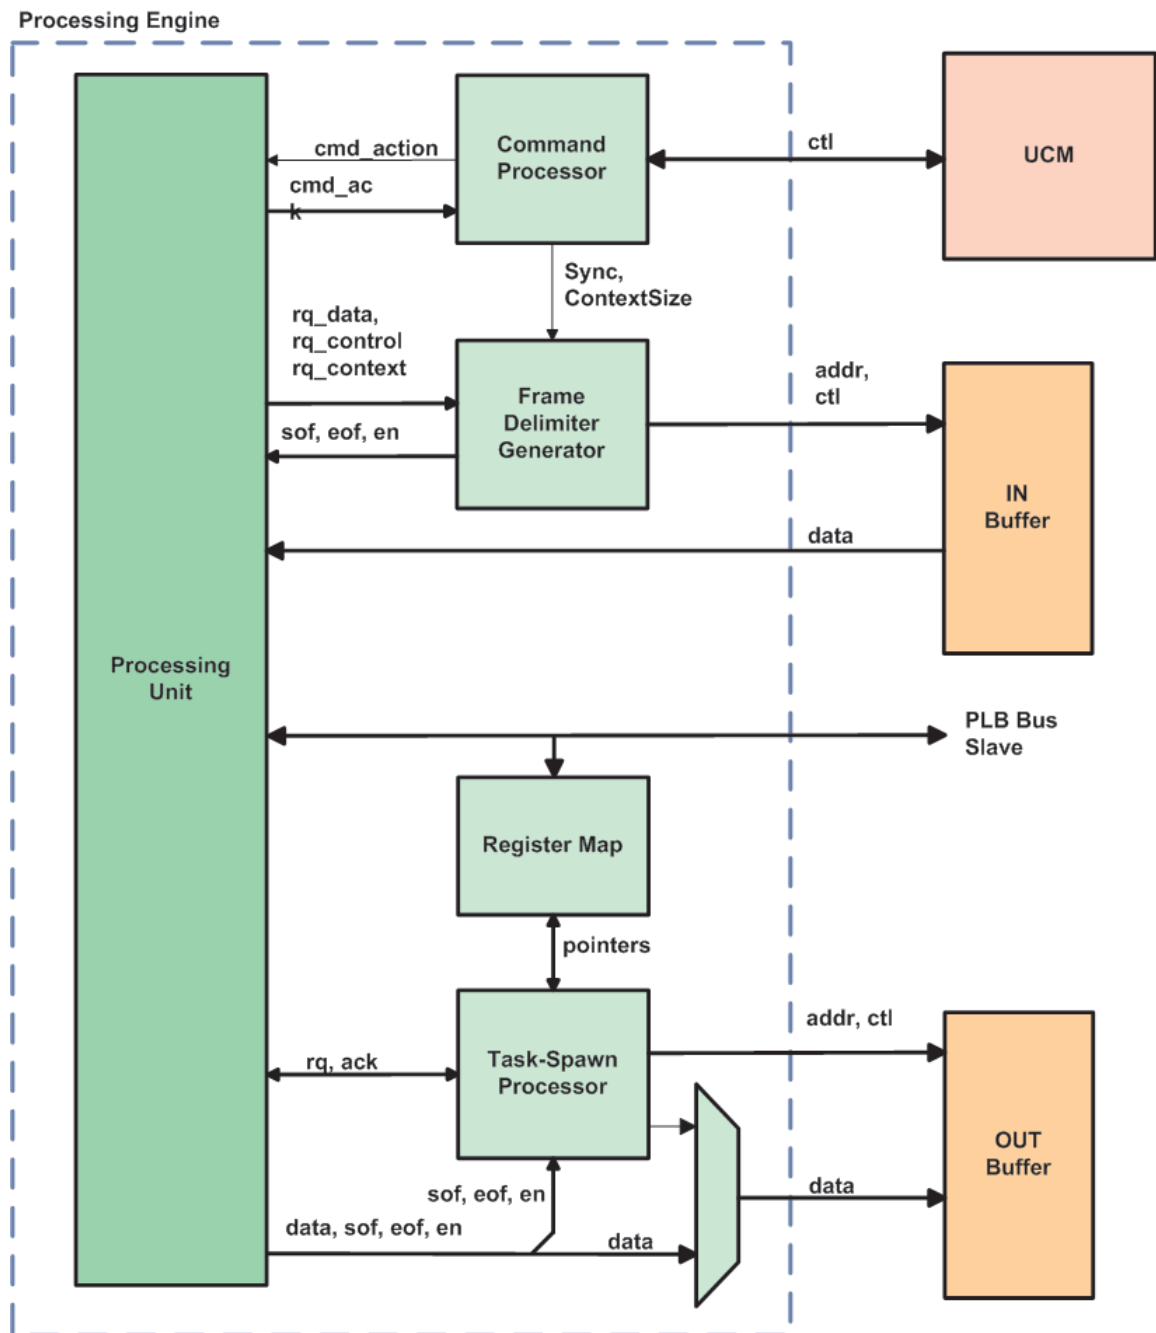 Processing Engine
cmd_action
cmd_ac
k
Command
Processor
ctl
UCM
Sync,
ContextSize
rq_data,
rq_control
rq_context
sof, eof, en
Frame
Delimiter
Generator
addr,
ctl
IN
Buffer
data
Processing
Unit
PLB Bus
Slave
Register Map
pointers
rq, ack
Task-Spawn
Processor
addr, ctl
OUT
Buffer
sof, eof, en
data, sof, eof, en
data
data